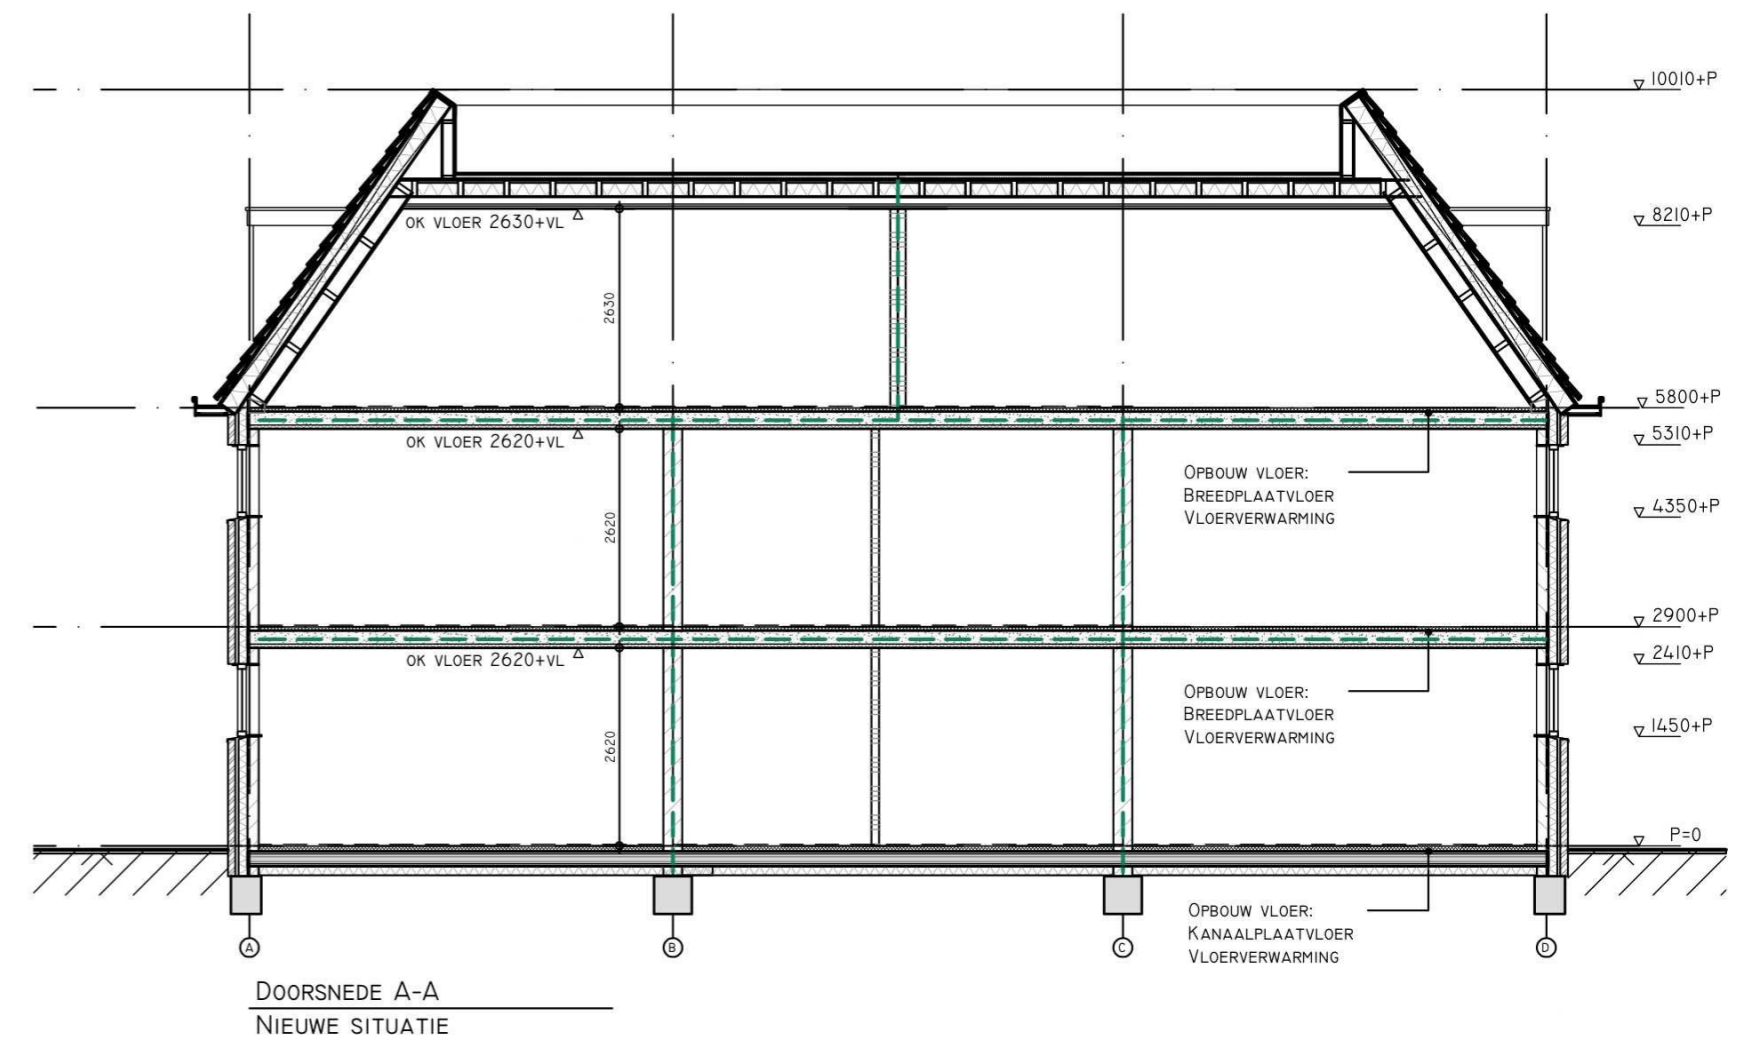 10010+P
OK VLOER 2630+VL
8210+P
2630
5800+P
OK VLOER 2620+VL
5310+P
OPBOUW VLOER:
BREEDPLAATVLOER
VLOERVERWARMING
4350+P
2620
2900+P
OK VLOER 2620+VL
2410+P
OPBOUW VLOER:
BREEDPLAATVLOER
VLOERVERWARMING
1450+P
2620
P=0
OPBOUW VLOER:
KANAALPLAATVLOER
VLOERVERWARMING
A
B
C
D
DOORSNEDE A-A
NIEUWE SITUATIE